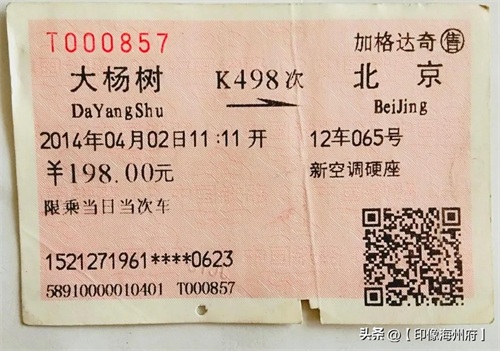 T000857 加格达奇售
大杨树 K498次 北京
DaYangShu BeiJing
2014年04月02日11:11开 12车065号
¥198.00元 新空调硬座
限乘当日当次车
1521271961****0623
58910000010401 T000857
头条 @【印像海州府】